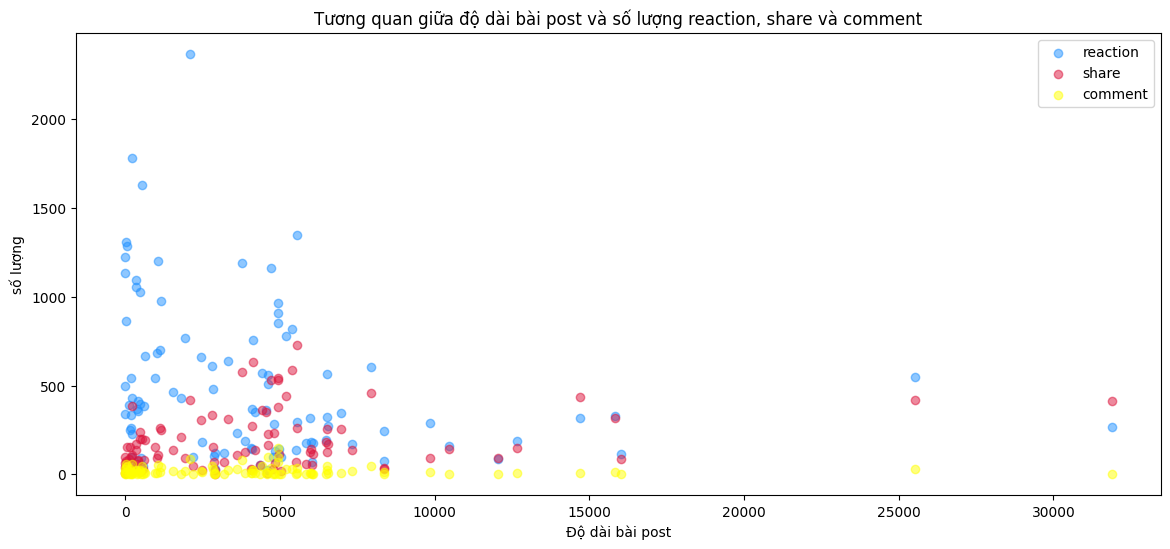 Tương quan giữa độ dài bài post và số lượng reaction, share và comment
reaction
share
comment
số lượng
2000
1500
1000
500
0
0 5000 10000 15000 20000 25000 30000
Độ dài bài post